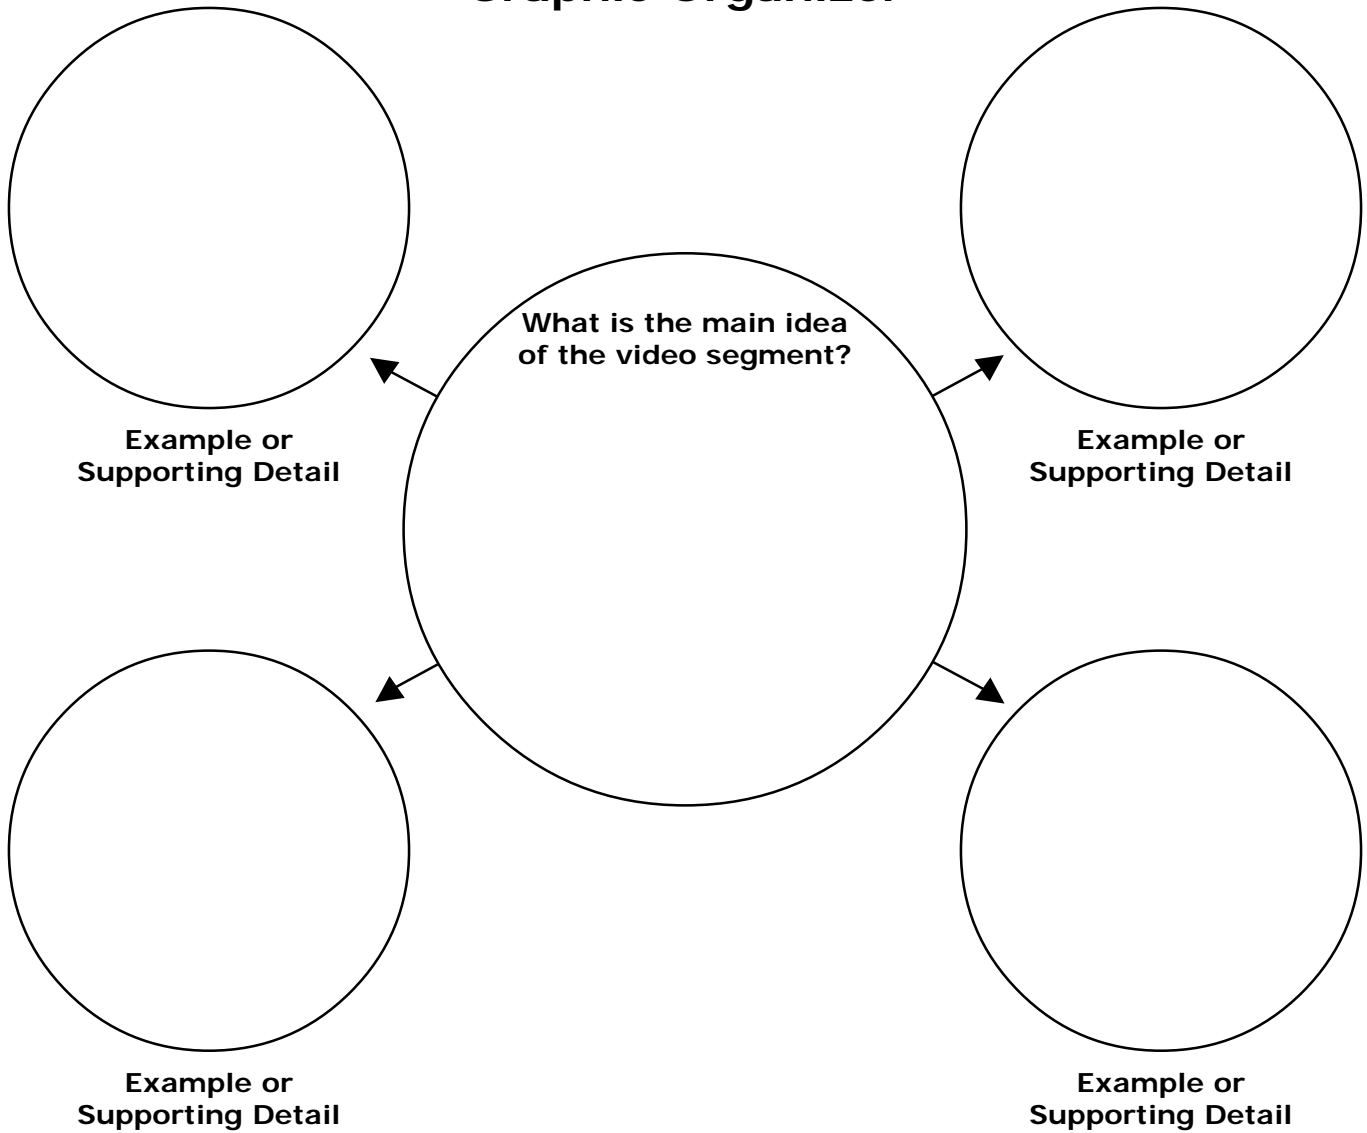 Graphic Organizer
What is the main idea
of the video segment?
Example or
Supporting Detail
Example or
Supporting Detail
Example or
Supporting Detail
Example or
Supporting Detail